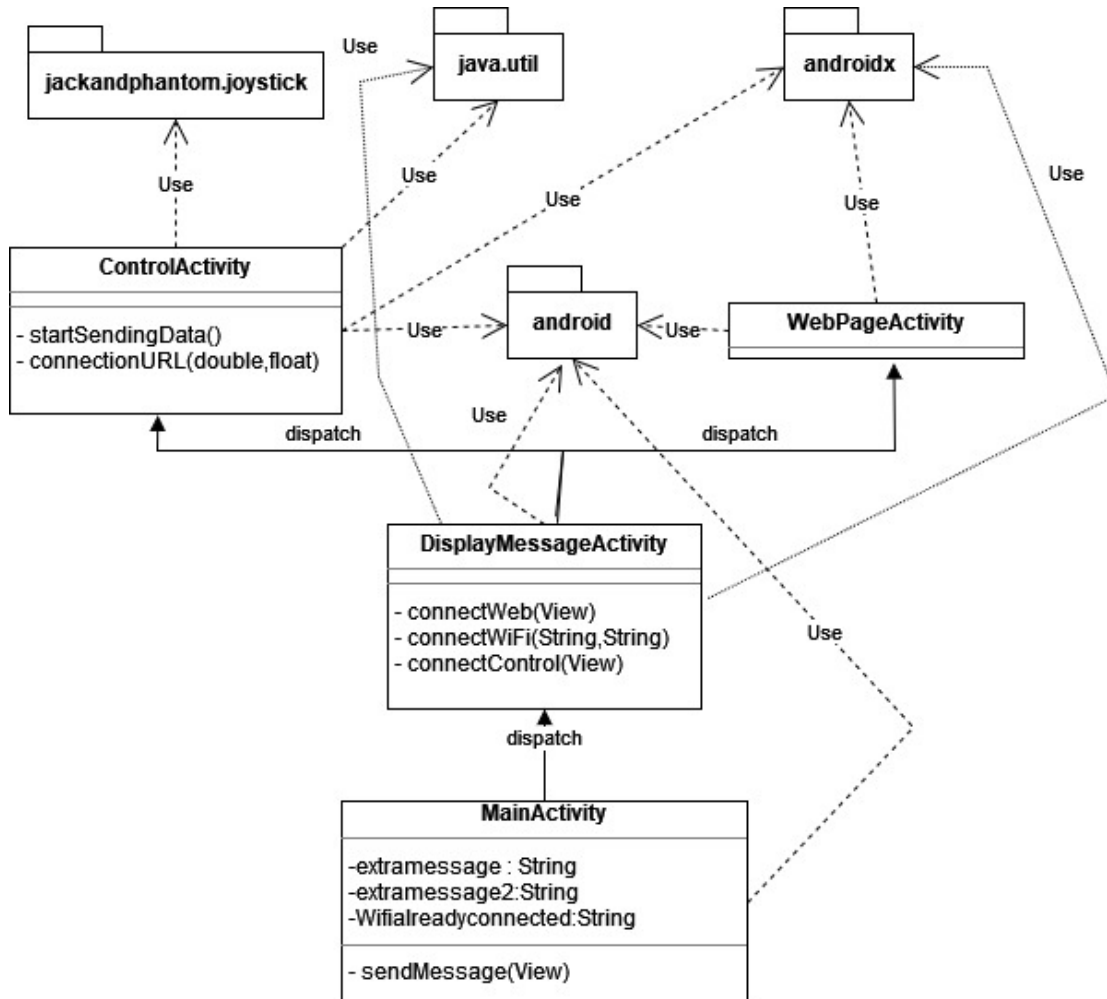 Use
jackandphantom.joystick
java.util
androidx
Use
Use
Use
Use
Use
ControlActivity
- startSendingData()
- connectionURL(double,float)
android
WebPageActivity
Use
Use
Use
dispatch
dispatch
DisplayMessageActivity
- connectWeb(View)
- connectWiFi(String,String)
- connectControl(View)
Use
dispatch
MainActivity
-extramessage : String
-extramessage2:String
-Wifialreadyconnected:String
- sendMessage(View)